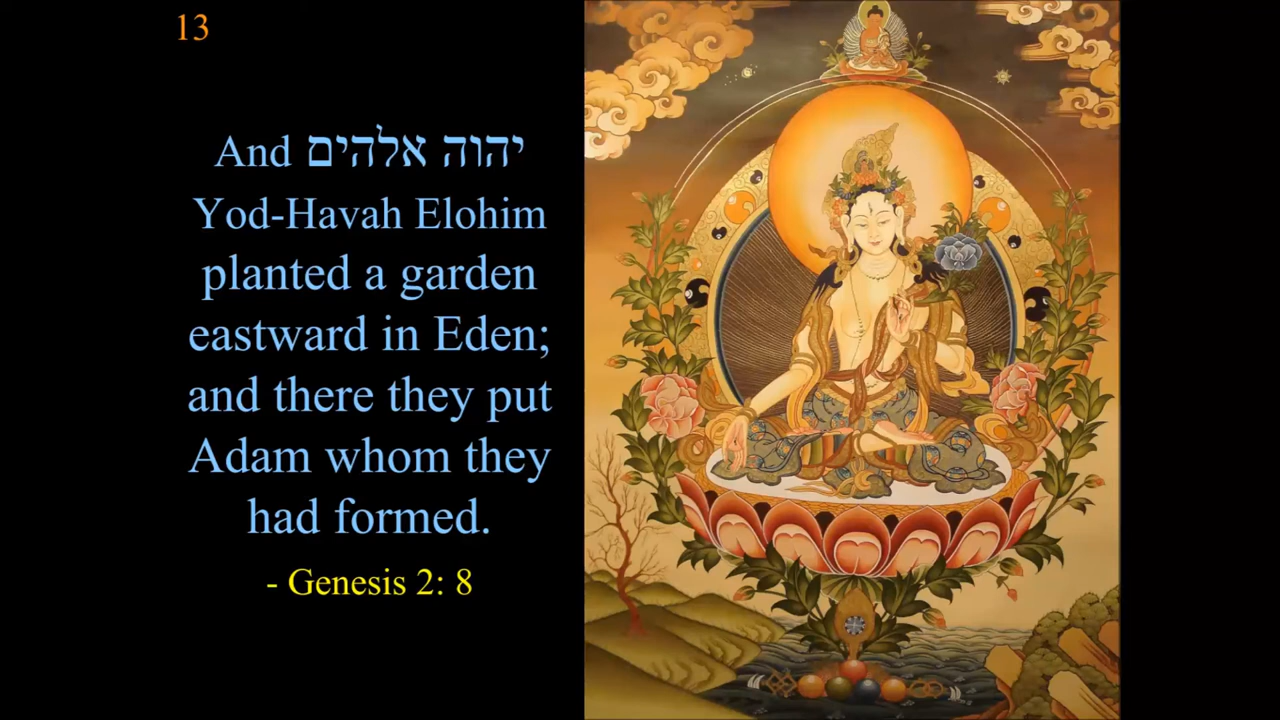 13
And יהוה אלהים
Yod-Havah Elohim
planted a garden
eastward in Eden;
and there they put
Adam whom they
had formed.
- Genesis 2: 8